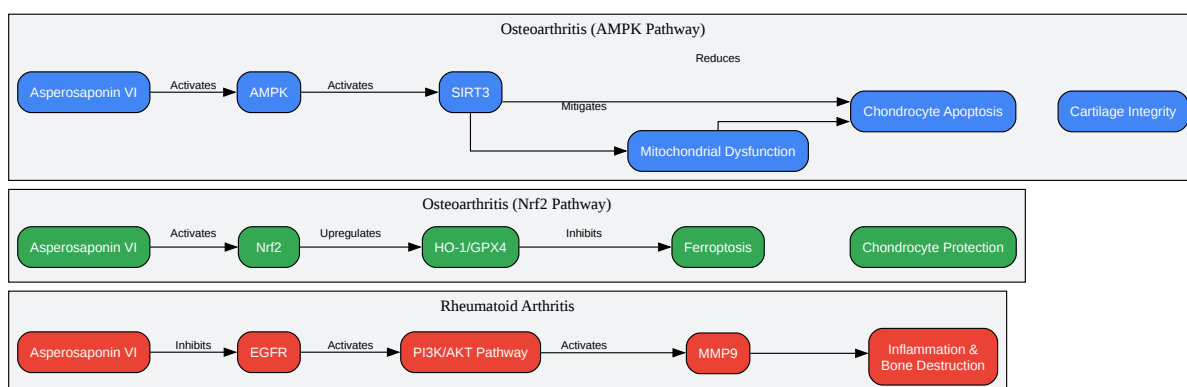 Osteoarthritis (AMPK Pathway)
Reduces
Asperosaponin VI
Activates
AMPK
Activates
SIRT3
Mitigates
Chondrocyte Apoptosis
Cartilage Integrity
Mitochondrial Dysfunction
Osteoarthritis (Nrf2 Pathway)
Asperosaponin VI
Activates
Nrf2
Upregulates
HO-1/GPX4
Inhibits
Ferroptosis
Chondrocyte Protection
Rheumatoid Arthritis
Asperosaponin VI
Inhibits
EGFR
Activates
PI3K/AKT Pathway
Activates
MMP9
Inflammation &
Bone Destruction